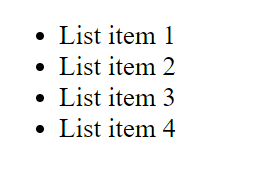 • List item 1
• List item 2
• List item 3
• List item 4